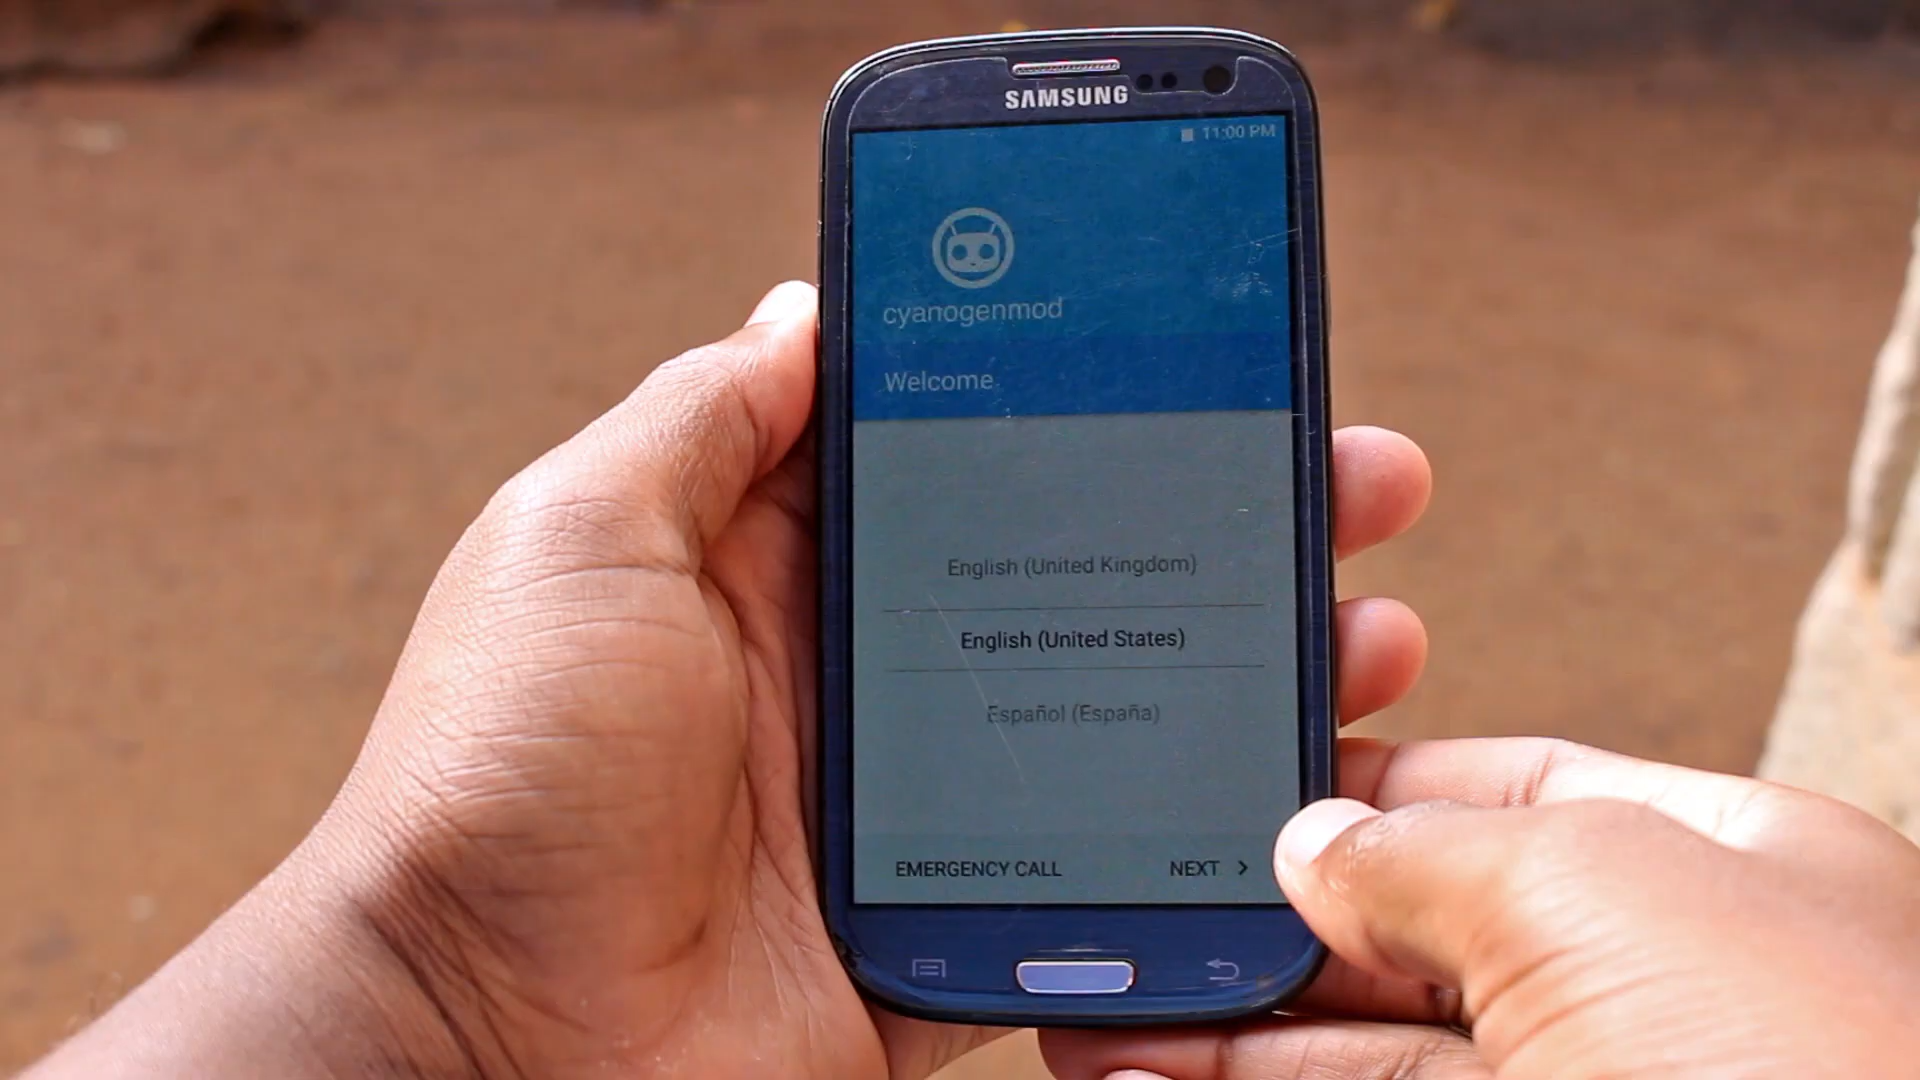 SAMSUNG
11:00 PM
cyanogenmod
Welcome
English (United Kingdom)
English (United States)
Español (España)
EMERGENCY CALL
NEXT >